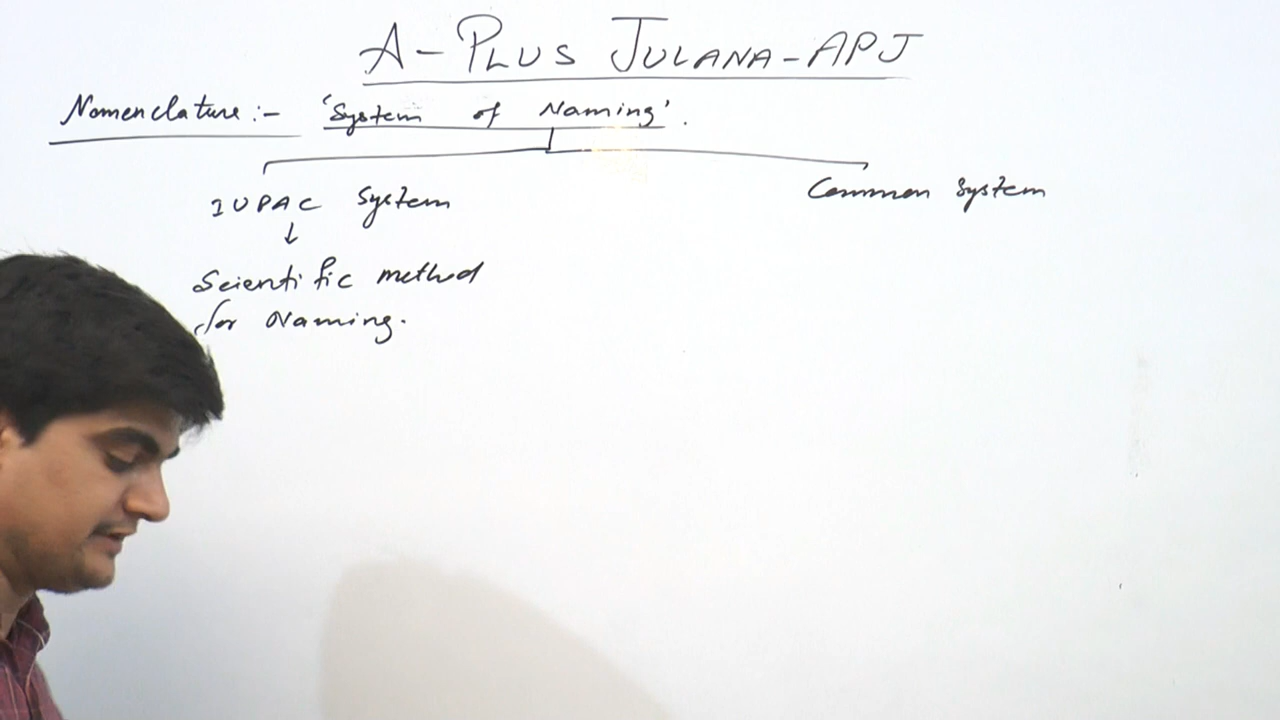 A-PLUS JULANA-APJ
Nomenclature:- 'System of Naming'.
IUPAC System
Common System
↓
Scientific method
for Naming.